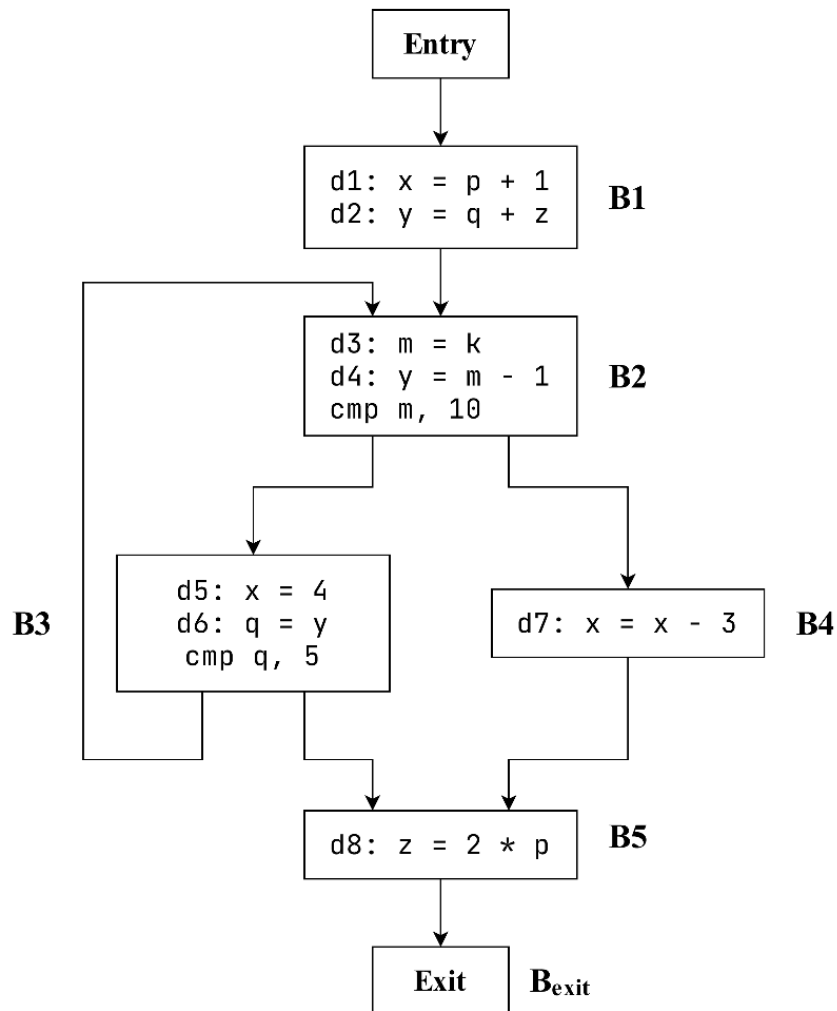 Entry
d1: x = p + 1
d2: y = q + z
B1
d3: m = k
d4: y = m - 1
cmp m, 10
B2
B3
d5: x = 4
d6: q = y
cmp q, 5
d7: x = x - 3
B4
d8: z = 2 * p
B5
Exit
Bexit